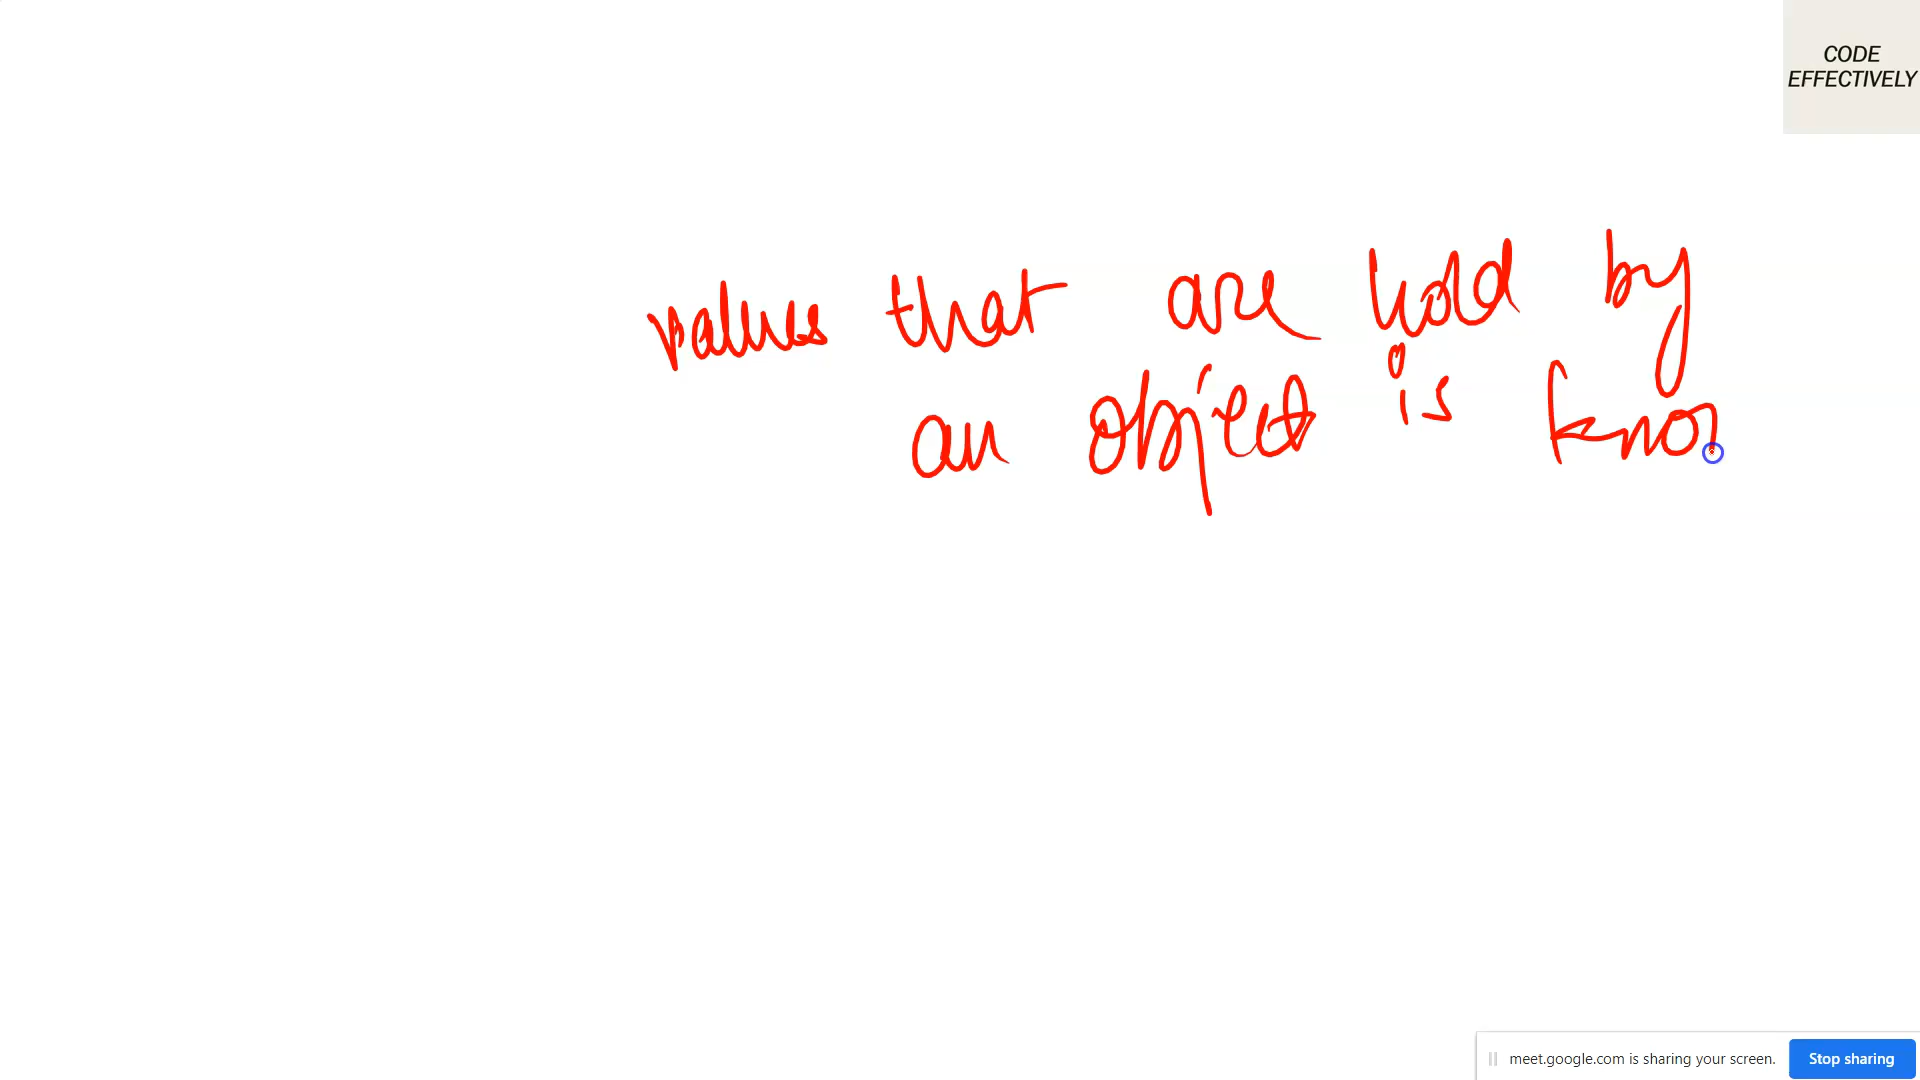 CODE
EFFECTIVELY
values that are hold by
an object is kno
meet.google.com is sharing your screen. Stop sharing